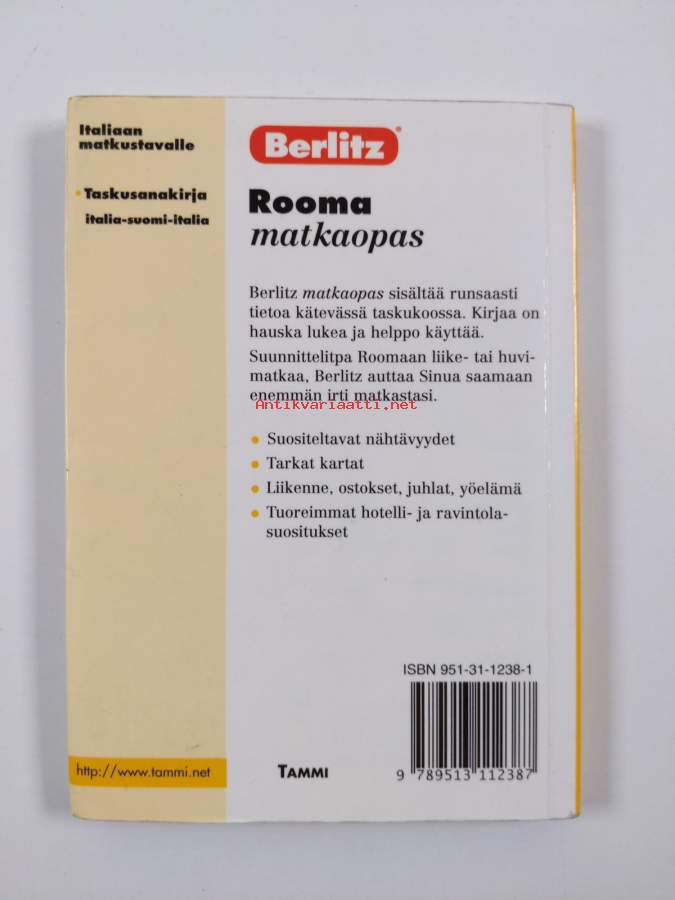 Italiaan
matkustavalle
• Taskusanakirja
italia-suomi-italia
Berlitz®
Rooma
matkaopas
Berlitz matkaopas sisältää runsaasti
tietoa kätevässä taskukoossa. Kirjaa on
hauska lukea ja helppo käyttää.
Suunnittelitpa Roomaan liike- tai huvi-
matkaa, Berlitz auttaa Sinua saamaan
enemmän irti matkastasi.
Antikvariaatti.net
• Suositeltavat nähtävyydet
• Tarkat kartat
• Liikenne, ostokset, juhlat, yöelämä
• Tuoreimmat hotelli- ja ravintola-
suositukset
ISBN 951-31-1238-1
9 789513 112387
http://www.tammi.net
TAMMI